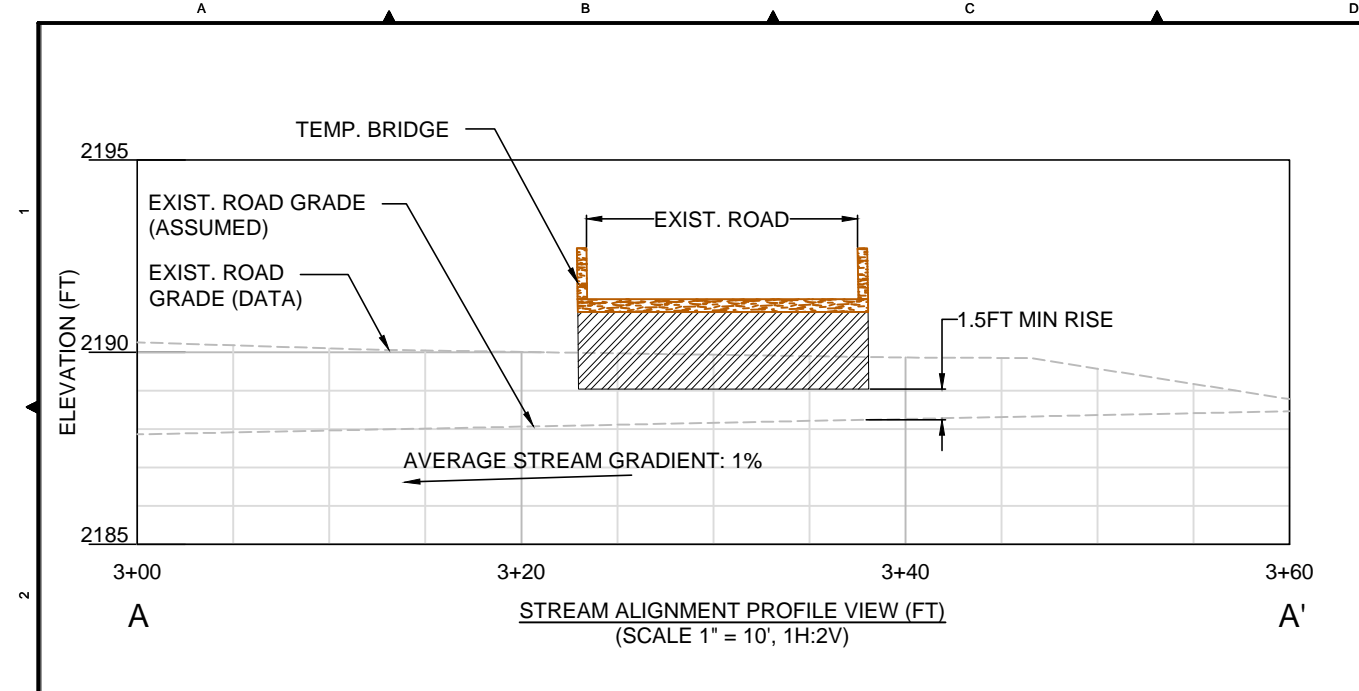 A B C D
TEMP. BRIDGE
2195
1
EXIST. ROAD GRADE
(ASSUMED)
EXIST. ROAD
EXIST. ROAD
GRADE (DATA)
1.5FT MIN RISE
2190
ELEVATION (FT)
AVERAGE STREAM GRADIENT: 1%
2185
3+00 3+20 3+40 3+60
2
A A'
STREAM ALIGNMENT PROFILE VIEW (FT)
(SCALE 1" = 10', 1H:2V)